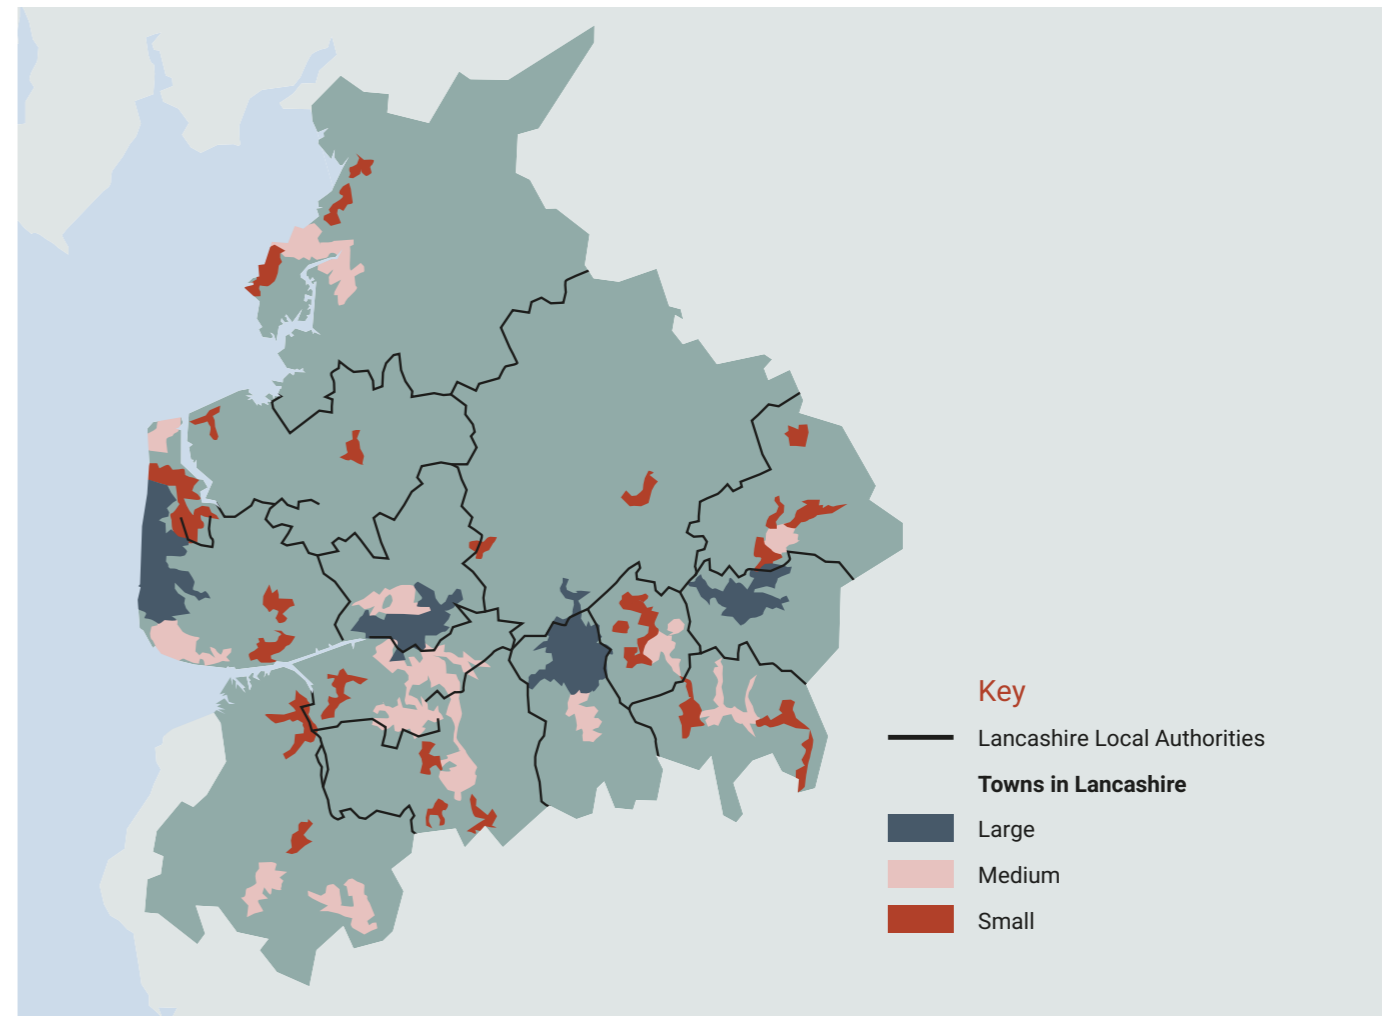 Key
Lancashire Local Authorities
Towns in Lancashire
Large
Medium
Small